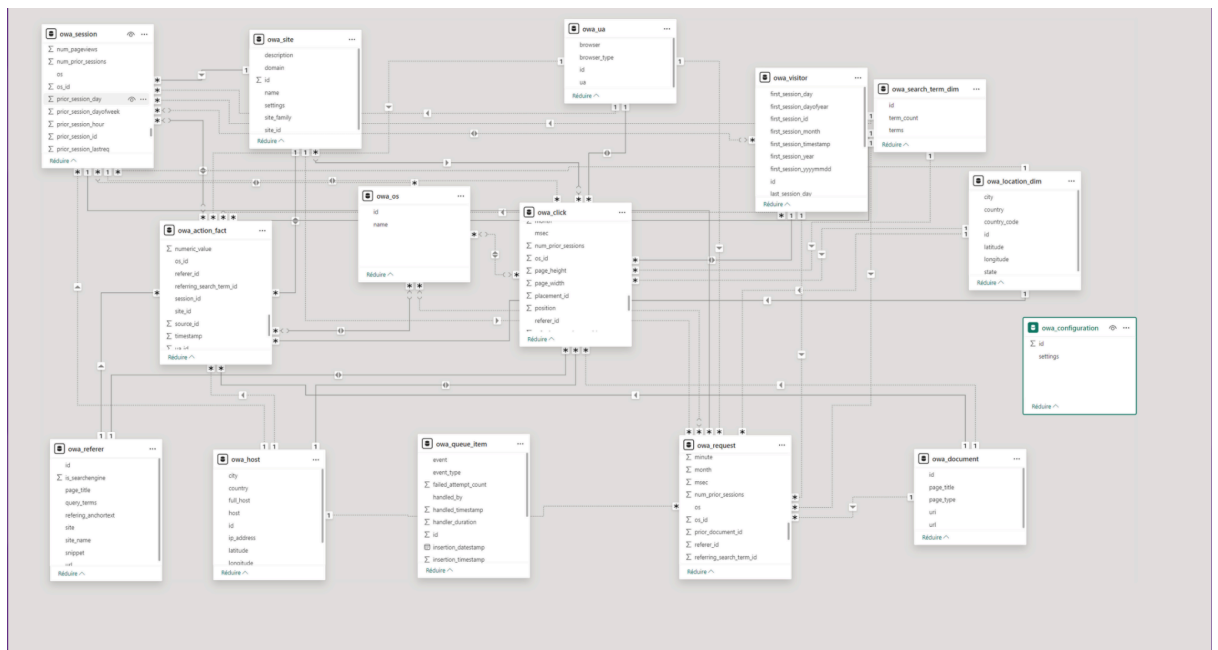 owa_session
Σ num_pageviews
Σ num_prior_sessions
os
Σ os_id
Σ prior_session_day
Σ prior_session_dayofweek
Σ prior_session_hour
Σ prior_session_id
Σ prior_session_lastreq
Réduire
owa_site
description
domain
Σ id
name
settings
site_family
site_id
Réduire
owa_ua
browser
browser_type
id
ua
Réduire
owa_visitor
first_session_day
first_session_dayofyear
first_session_id
first_session_month
first_session_timestamp
first_session_year
first_session_yyyymmdd
id
last_session_day
Réduire
owa_search_term_dim
id
term_count
terms
Réduire
owa_location_dim
city
country
country_code
id
latitude
longitude
state
Réduire
owa_os
id
name
Réduire
owa_action_fact
Σ numeric_value
os_id
referer_id
referring_search_term_id
session_id
site_id
Σ source_id
Σ timestamp
Σ ua_id
Réduire
owa_click
msec
Σ num_prior_sessions
Σ os_id
Σ page_height
Σ page_width
Σ placement_id
Σ position
referer_id
Réduire
owa_configuration
Σ id
settings
Réduire
owa_referer
id
Σ is_searchengine
page_title
query_terms
refering_anchortext
site
site_name
snippet
url
Réduire
owa_host
city
country
full_host
host
id
ip_address
latitude
longitude
Réduire
owa_queue_item
event
event_type
Σ failed_attempt_count
handled_by
Σ handled_timestamp
Σ handler_duration
Σ id
insertion_datestamp
Σ insertion_timestamp
Réduire
owa_request
Σ minute
Σ month
Σ msec
Σ num_prior_sessions
os
Σ os_id
Σ prior_document_id
Σ referer_id
Σ referring_search_term_id
Réduire
owa_document
id
page_title
page_type
uri
url
Réduire